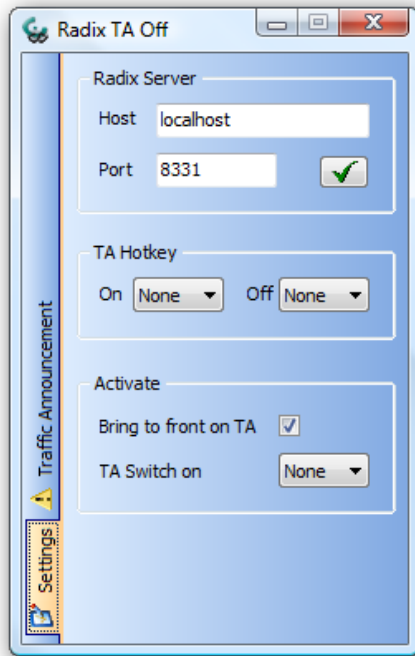 Radix TA Off
Radix Server
Host localhost
Port 8331
TA Hotkey
On None Off None
Activate
Bring to front on TA
TA Switch on None
Traffic Announcement
Settings